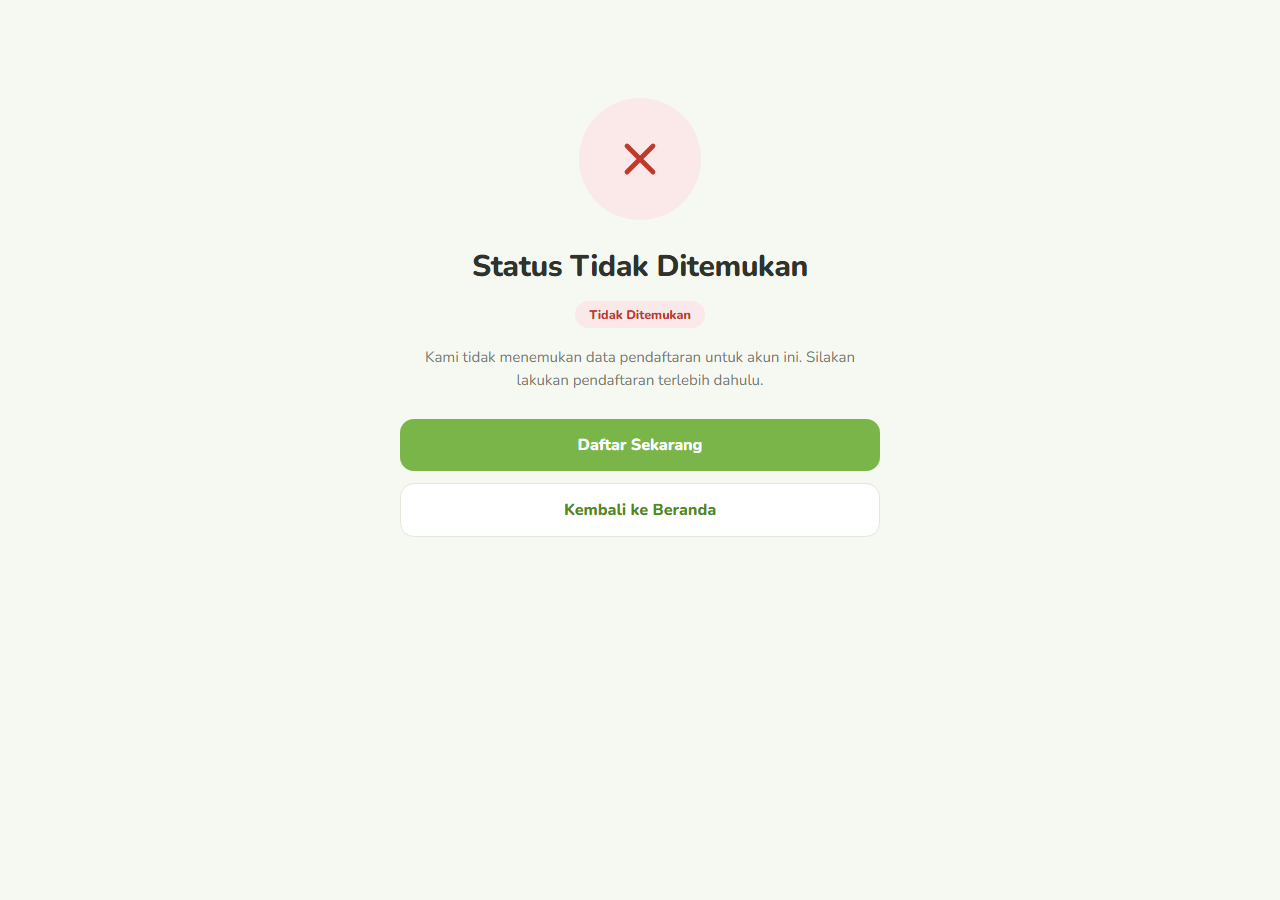 Status Tidak Ditemukan
Tidak Ditemukan
Kami tidak menemukan data pendaftaran untuk akun ini. Silakan
lakukan pendaftaran terlebih dahulu.
Daftar Sekarang
Kembali ke Beranda